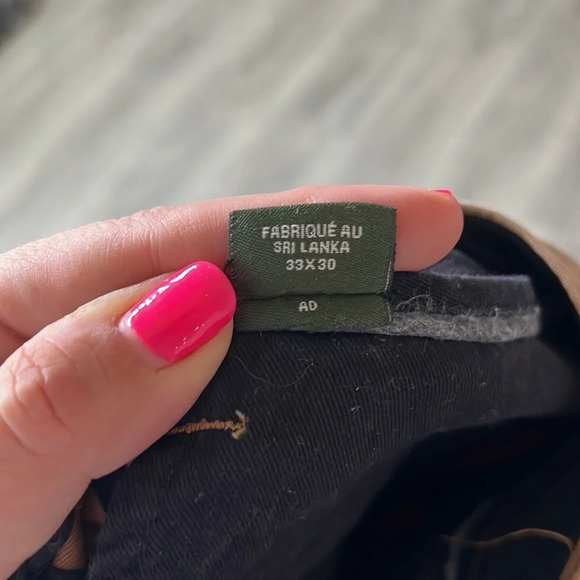 FABRIQUÉ AU
SRI LANKA
33X30
AD